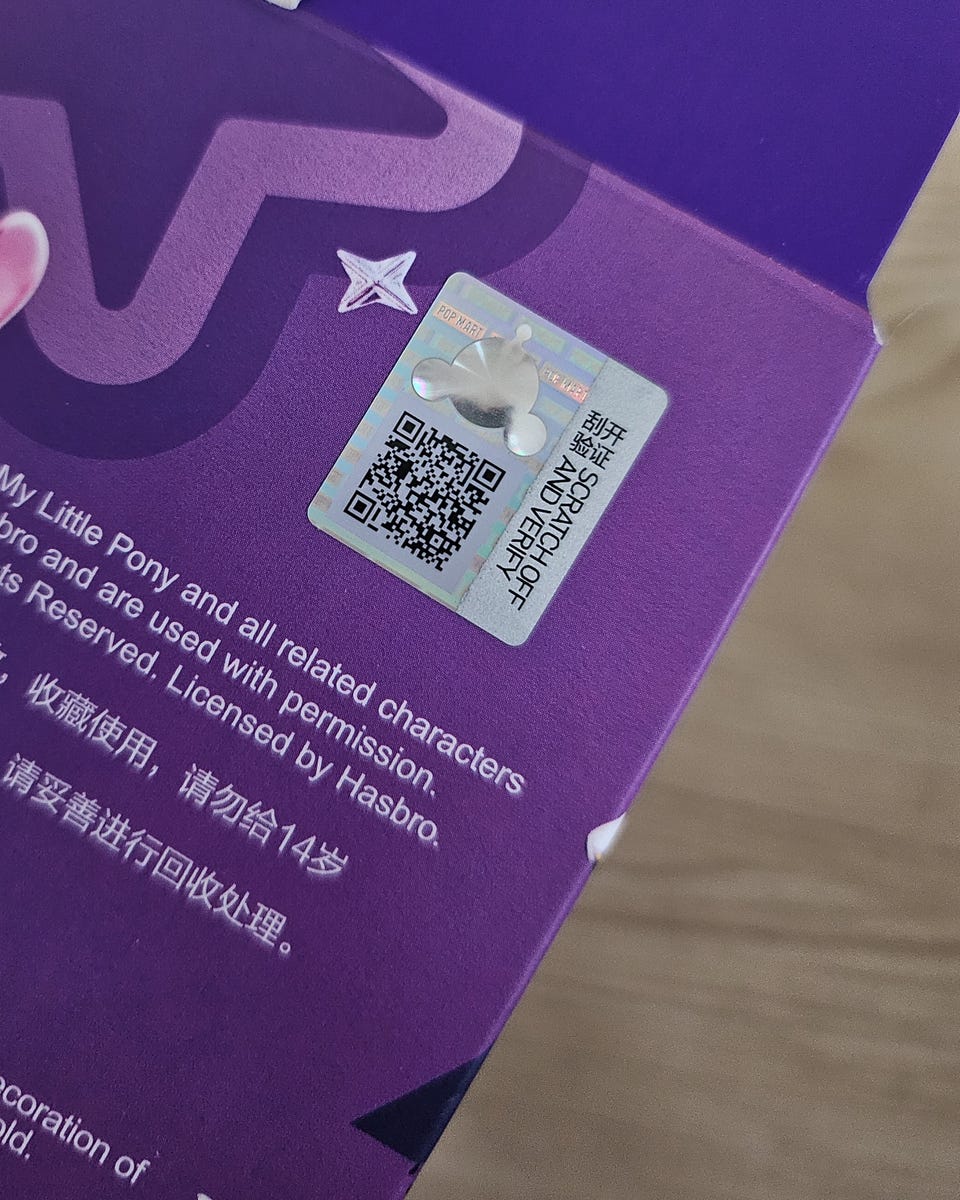 POP MART
POP MART
刮开
验证 SCRATCH OFF
AND VERIFY
My Little Pony and all related characters
bro and are used with permission.
ts Reserved. Licensed by Hasbro.
，收藏使用，请勿给14岁
请妥善进行回收处理。
ecoration of
old.